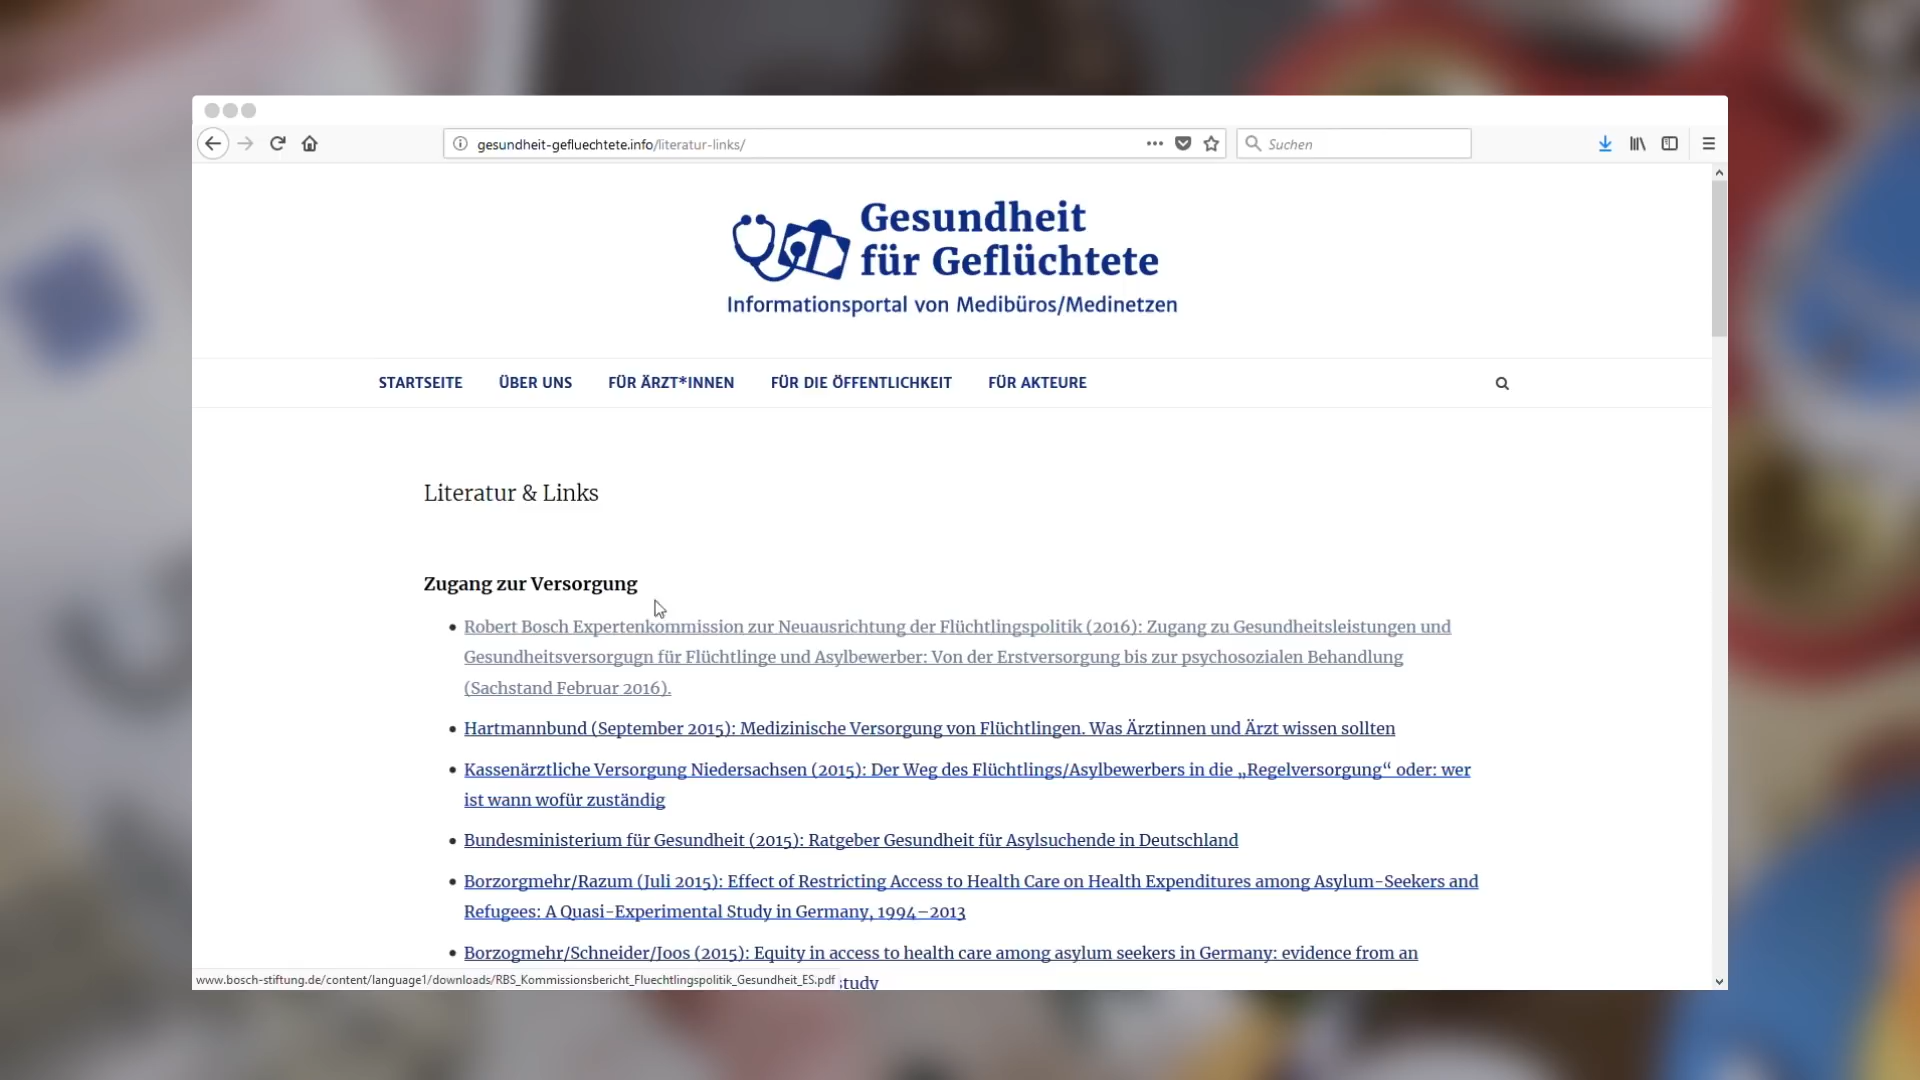 gesundheit-gefluechtete.info/literatur-links/
Suchen
Gesundheit
für Geflüchtete
Informationsportal von Medibüros/Medinetzen
STARTSEITE ÜBER UNS FÜR ÄRZT*INNEN FÜR DIE ÖFFENTLICHKEIT FÜR AKTEURE
Literatur & Links
Zugang zur Versorgung
Robert Bosch Expertenkommission zur Neuausrichtung der Flüchtlingspolitik (2016): Zugang zu Gesundheitsleistungen und
Gesundheitsversorgugn für Flüchtlinge und Asylbewerber: Von der Erstversorgung bis zur psychosozialen Behandlung
(Sachstand Februar 2016).
Hartmannbund (September 2015): Medizinische Versorgung von Flüchtlingen. Was Ärztinnen und Ärzt wissen sollten
Kassenärztliche Versorgung Niedersachsen (2015): Der Weg des Flüchtlings/Asylbewerbers in die „Regelversorgung“ oder: wer
ist wann wofür zuständig
Bundesministerium für Gesundheit (2015): Ratgeber Gesundheit für Asylsuchende in Deutschland
Borzorgmehr/Razum (Juli 2015): Effect of Restricting Access to Health Care on Health Expenditures among Asylum-Seekers and
Refugees: A Quasi-Experimental Study in Germany, 1994–2013
Borzogmehr/Schneider/Joos (2015): Equity in access to health care among asylum seekers in Germany: evidence from an
study
www.bosch-stiftung.de/content/language1/downloads/RBS_Kommissionsbericht_Fluechtlingspolitik_Gesundheit_ES.pdf